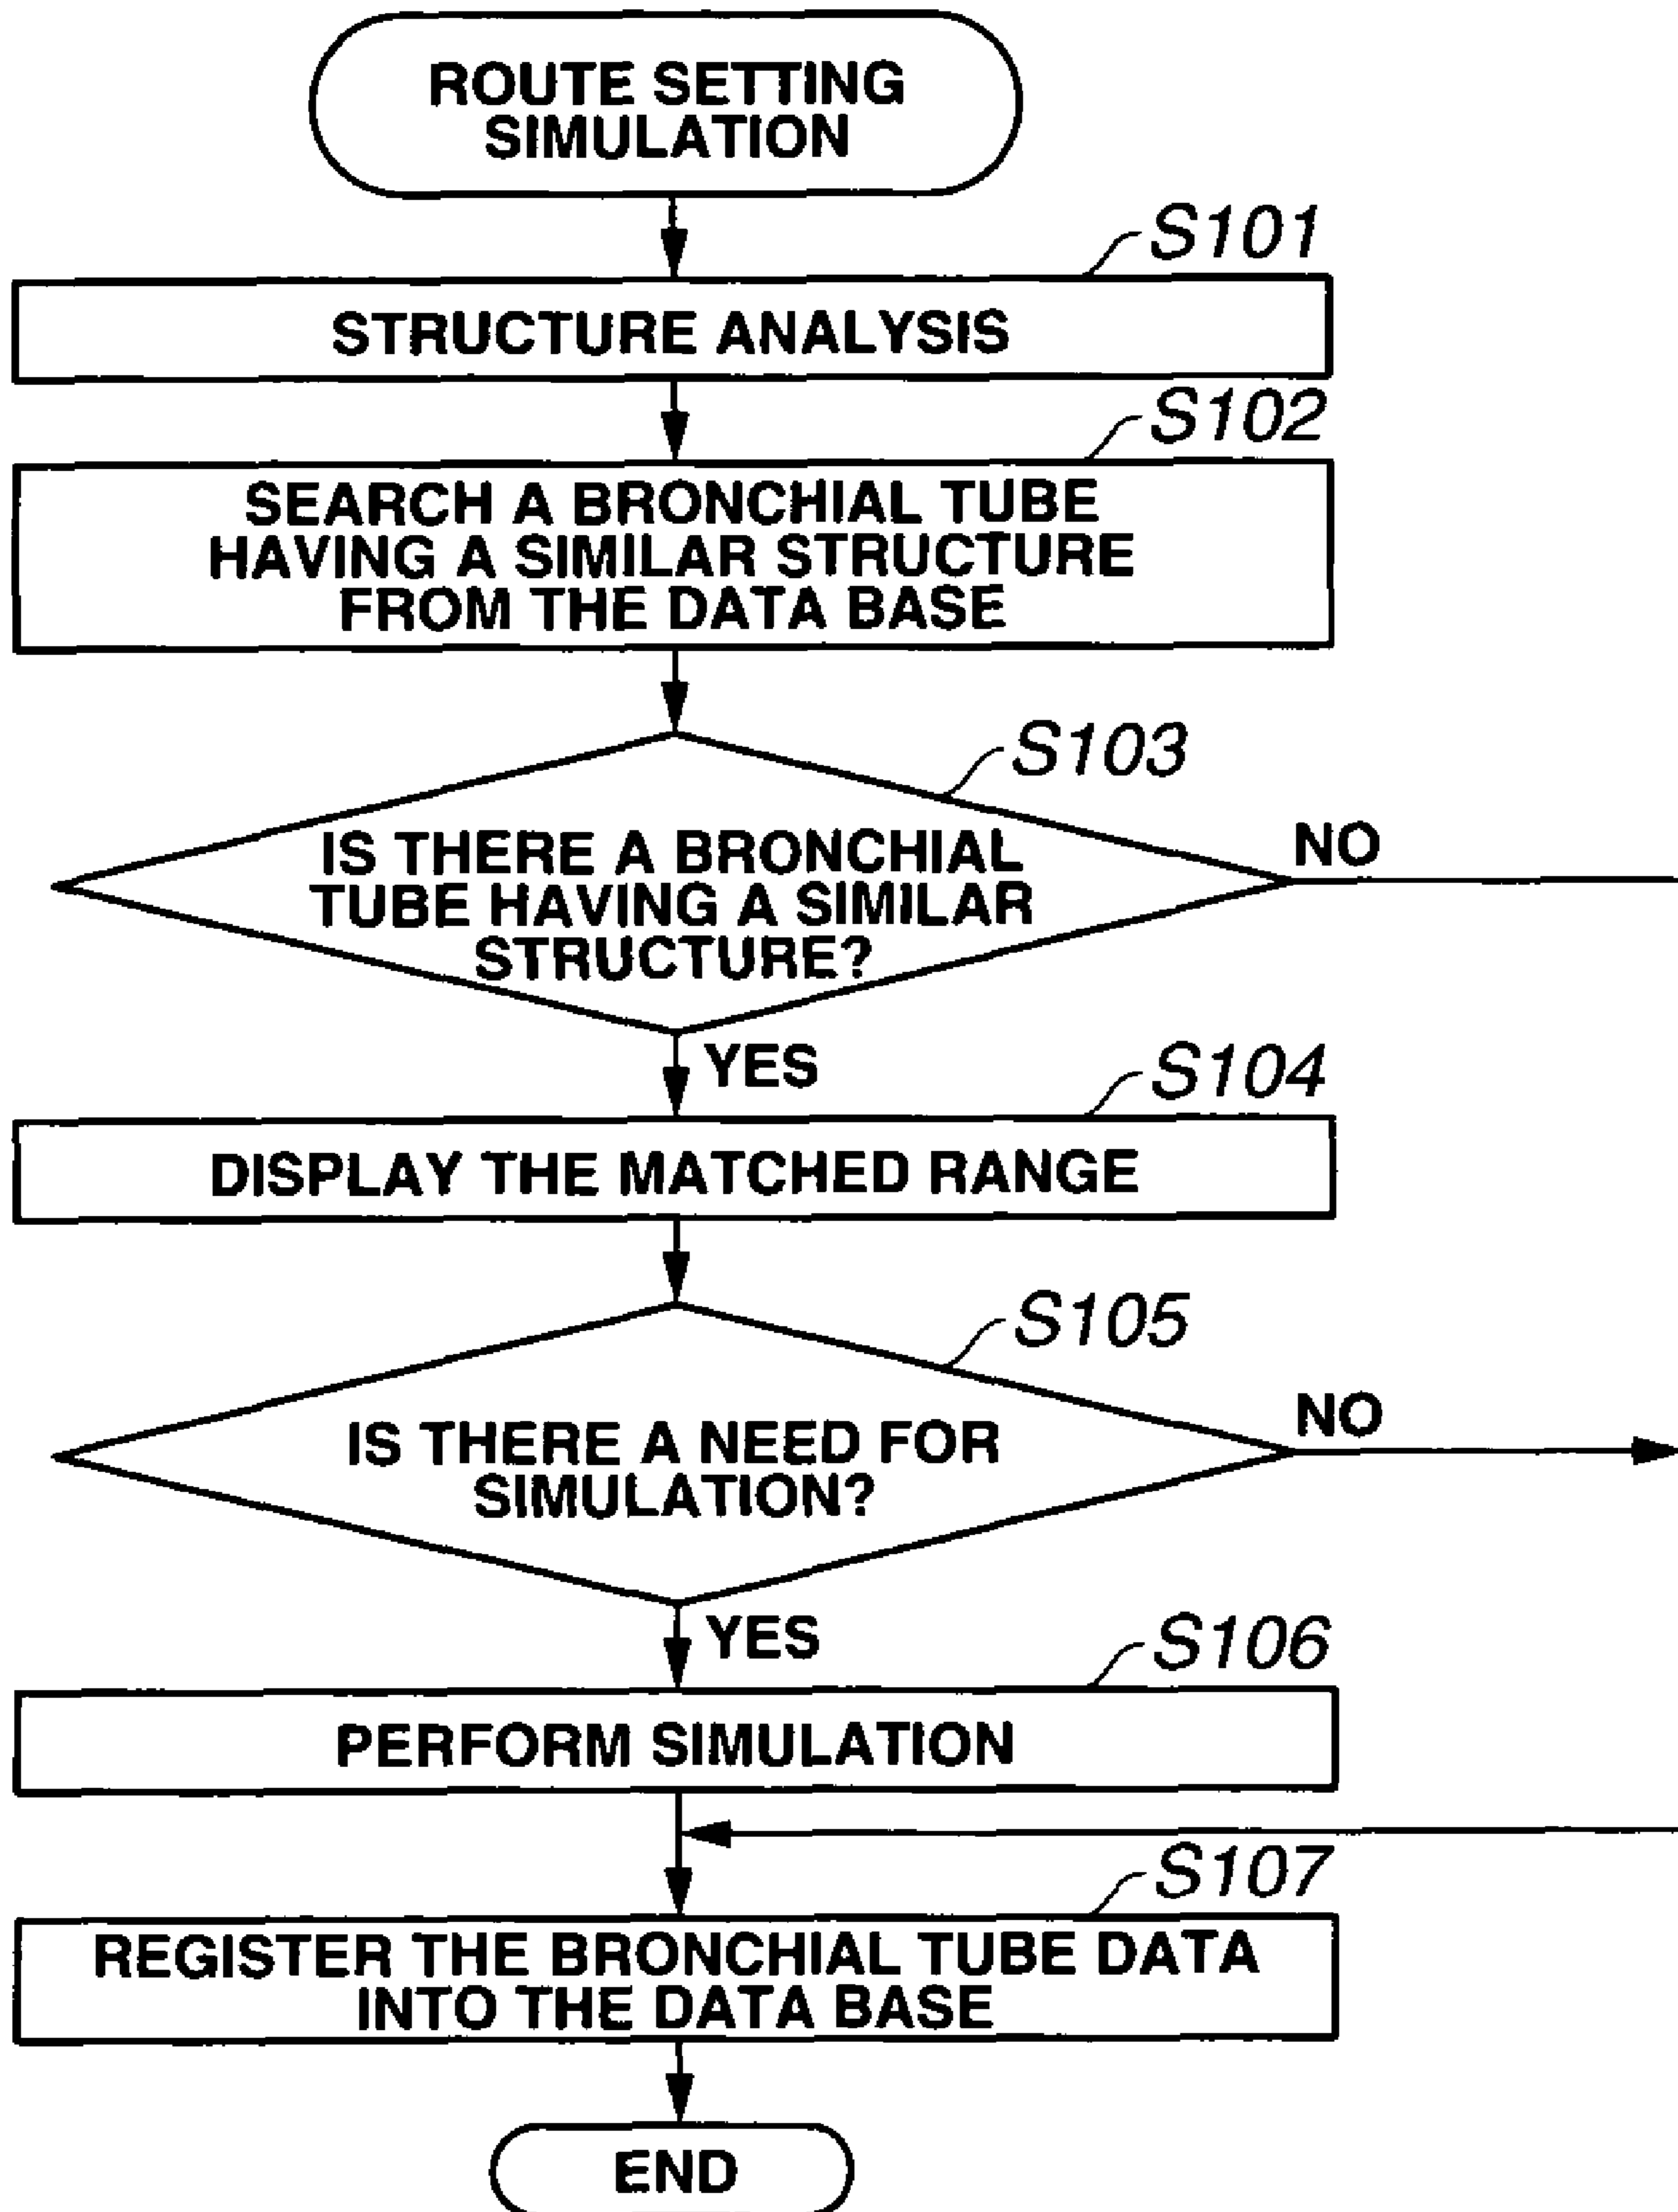 ROUTE SETTING
SIMULATION
S101
STRUCTURE ANALYSIS
S102
SEARCH A BRONCHIAL TUBE
HAVING A SIMILAR STRUCTURE
FROM THE DATA BASE
S103
IS THERE A BRONCHIAL
TUBE HAVING A SIMILAR
STRUCTURE?
NO
YES
S104
DISPLAY THE MATCHED RANGE
S105
IS THERE A NEED FOR
SIMULATION?
NO
YES
S106
PERFORM SIMULATION
S107
REGISTER THE BRONCHIAL TUBE DATA
INTO THE DATA BASE
END